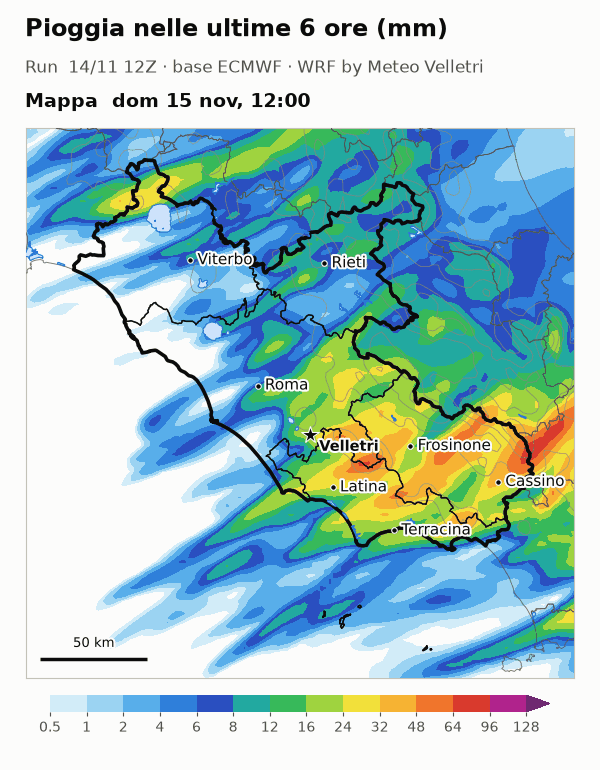 Pioggia nelle ultime 6 ore (mm)
Run  14/11 12Z · base ECMWF · WRF by Meteo Velletri
Mappa  dom 15 nov, 12:00
Viterbo
Rieti
Roma
Velletri
Frosinone
Latina
Cassino
Terracina
50 km
0.5 1 2 4 6 8 12 16 24 32 48 64 96 128